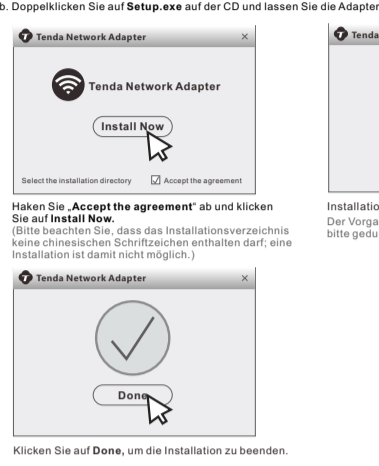 b. Doppelklicken Sie auf Setup.exe auf der CD und lassen Sie die Adapter
Tenda Network Adapter ×
Tenda Network Adapter
Install Now
Select the installation directory Accept the agreement
Haken Sie „Accept the agreement“ ab und klicken
Sie auf Install Now.
(Bitte beachten Sie, dass das Installationsverzeichnis
keine chinesischen Schriftzeichen enthalten darf; eine
Installation ist damit nicht möglich.)
Tenda
Installatio
Der Vorga
bitte gedu
Tenda Network Adapter ×
Done
Klicken Sie auf Done, um die Installation zu beenden.